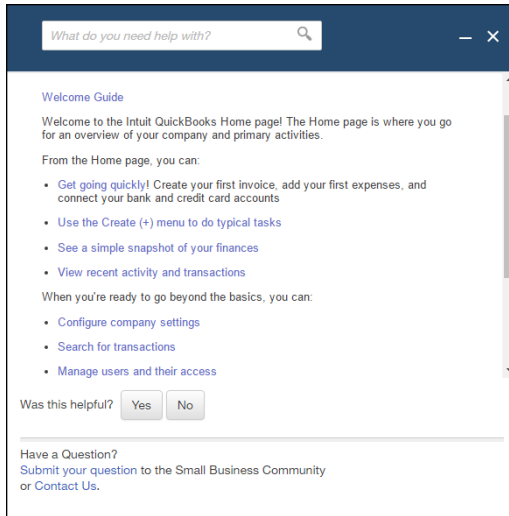 What do you need help with?
Welcome Guide
Welcome to the Intuit QuickBooks Home page! The Home page is where you go
for an overview of your company and primary activities.
From the Home page, you can:
• Get going quickly! Create your first invoice, add your first expenses, and
connect your bank and credit card accounts
• Use the Create (+) menu to do typical tasks
• See a simple snapshot of your finances
• View recent activity and transactions
When you're ready to go beyond the basics, you can:
• Configure company settings
• Search for transactions
• Manage users and their access
Was this helpful? Yes No
Have a Question?
Submit your question to the Small Business Community
or Contact Us.